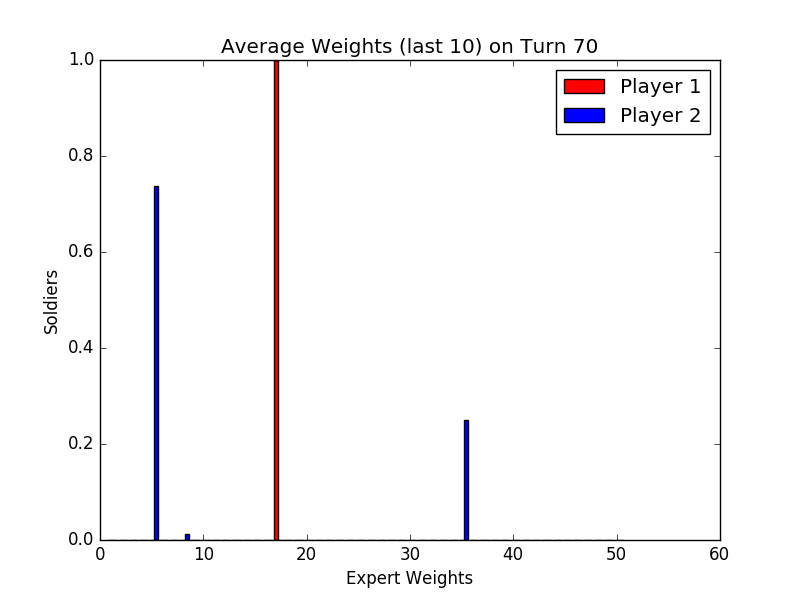 Average Weights (last 10) on Turn 70
1.0
0.8
0.6
0.4
0.2
0.0
Soldiers
Player 1
Player 2
0 10 20 30 40 50 60
Expert Weights